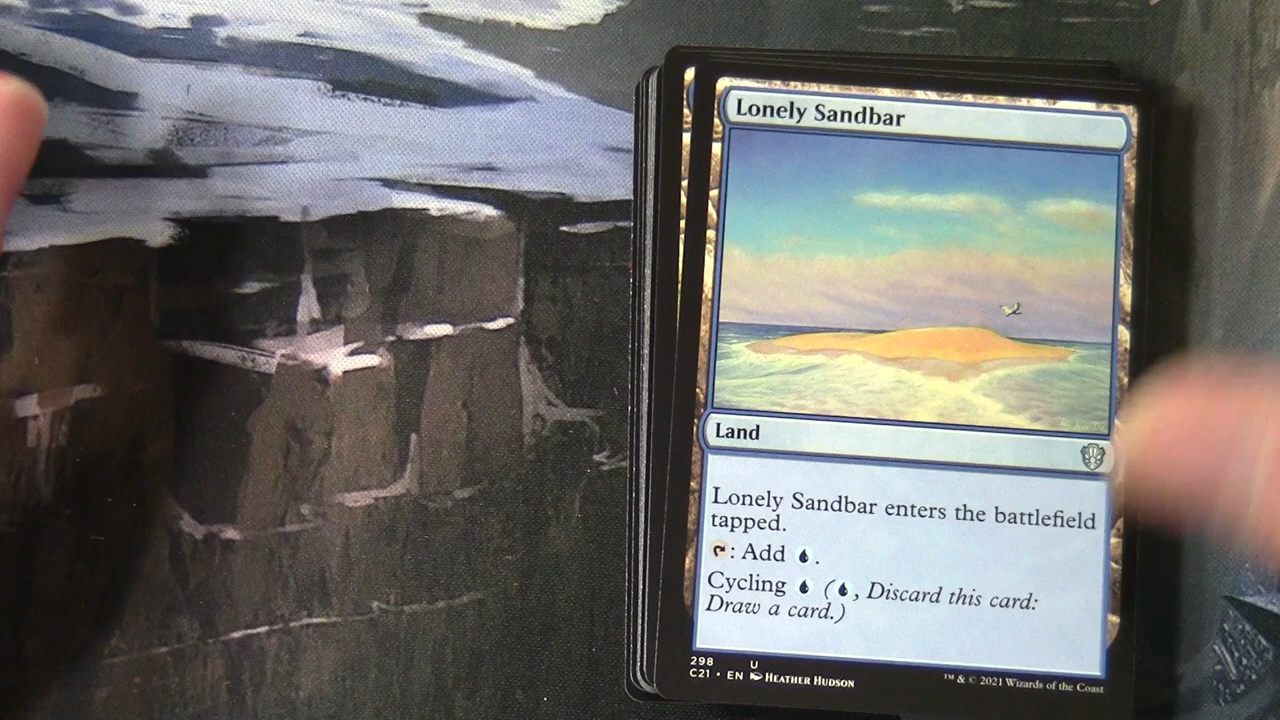 Lonely Sandbar
Land
Lonely Sandbar enters the battlefield
tapped.
: Add .
Cycling (, Discard this card:
Draw a card.)
298 U
C21 • EN Heather Hudson
™ & © 2021 Wizards of the Coast